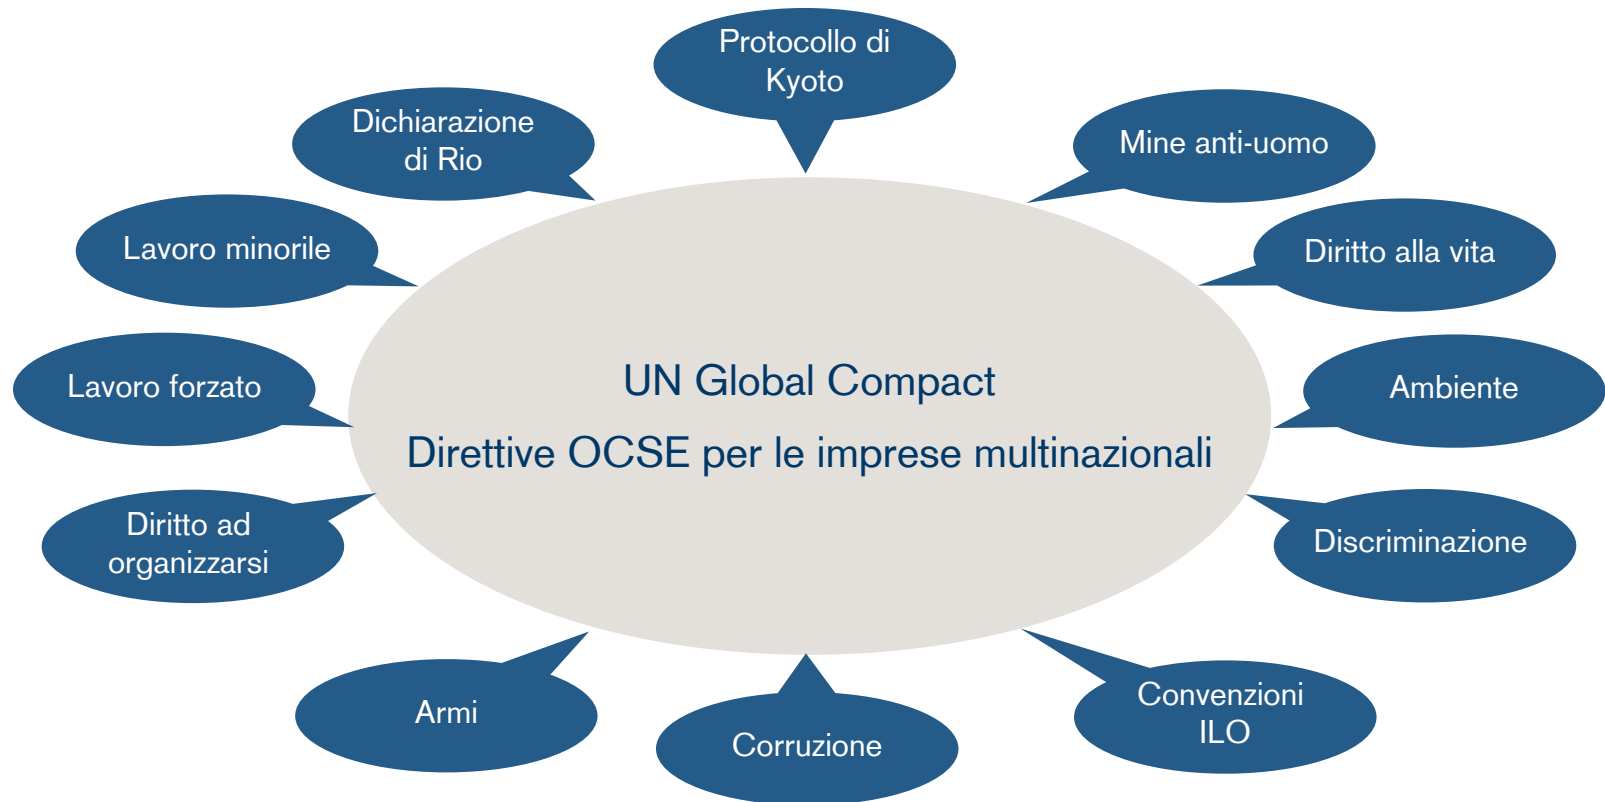 Protocollo di
Kyoto
Dichiarazione
di Rio
Mine anti-uomo
Lavoro minorile
Diritto alla vita
Lavoro forzato
UN Global Compact
Ambiente
Direttive OCSE per le imprese multinazionali
Diritto ad
organizzarsi
Discriminazione
Armi
Corruzione
Convenzioni
ILO